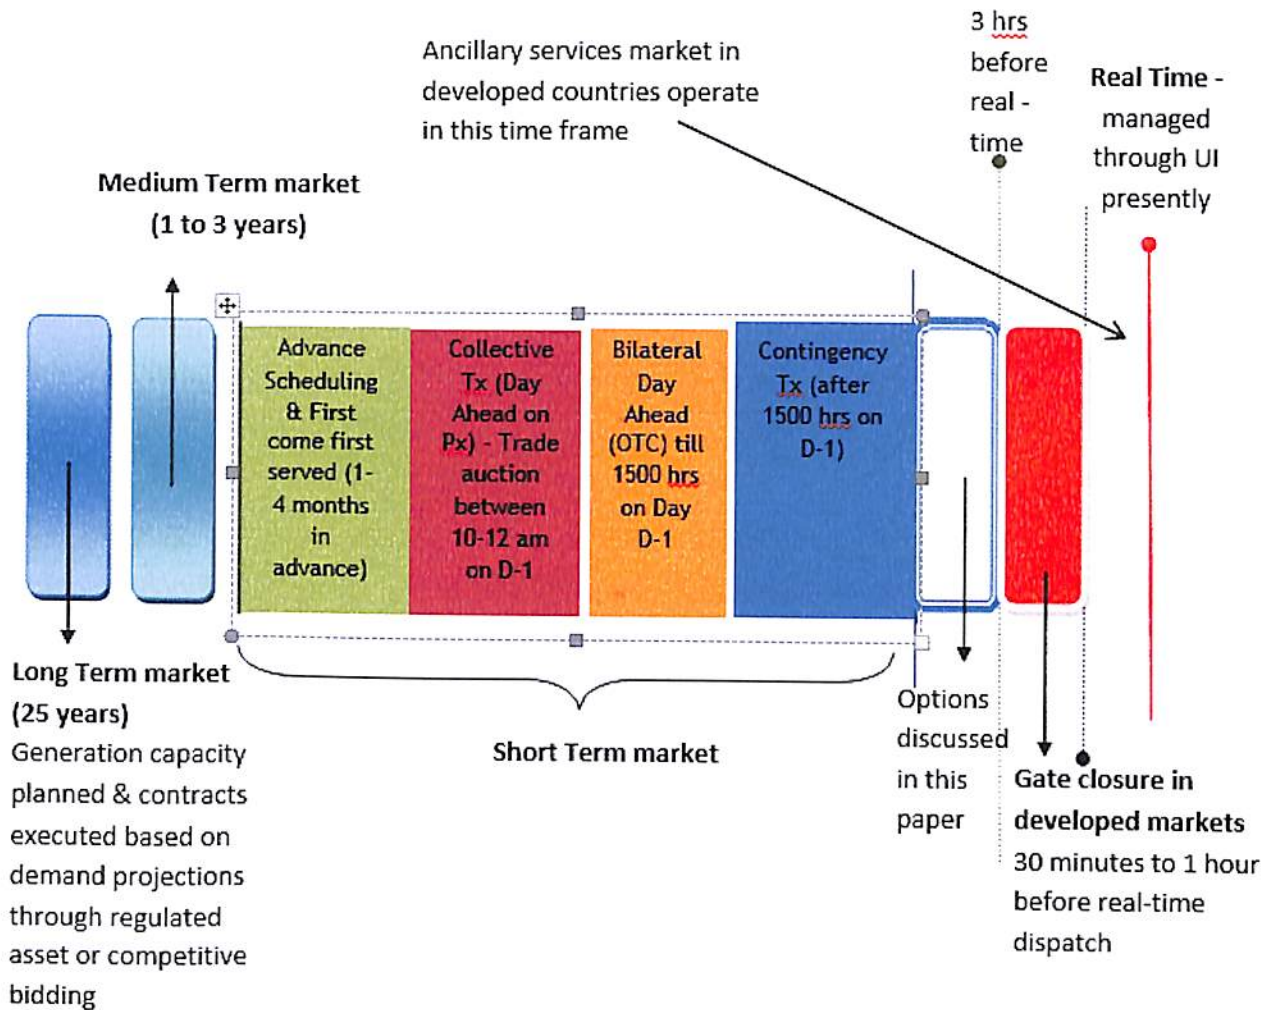 Ancillary services market in
developed countries operate
in this time frame
3 hrs
before
real -
time
Real Time -
managed
through UI
presently
Medium Term market
(1 to 3 years)
Advance
Scheduling
& First
come first
served (1-
4 months
in
advance)
Collective
Tx (Day
Ahead on
Px) - Trade
auction
between
10-12 am
on D-1
Bilateral
Day
Ahead
(OTC) till
1500 hrs
on Day
D-1
Contingency
Tx (after
1500 hrs on
D-1)
Long Term market
(25 years)
Generation capacity
planned & contracts
executed based on
demand projections
through regulated
asset or competitive
bidding
Short Term market
Options
discussed
in this
paper
Gate closure in
developed markets
30 minutes to 1 hour
before real-time
dispatch